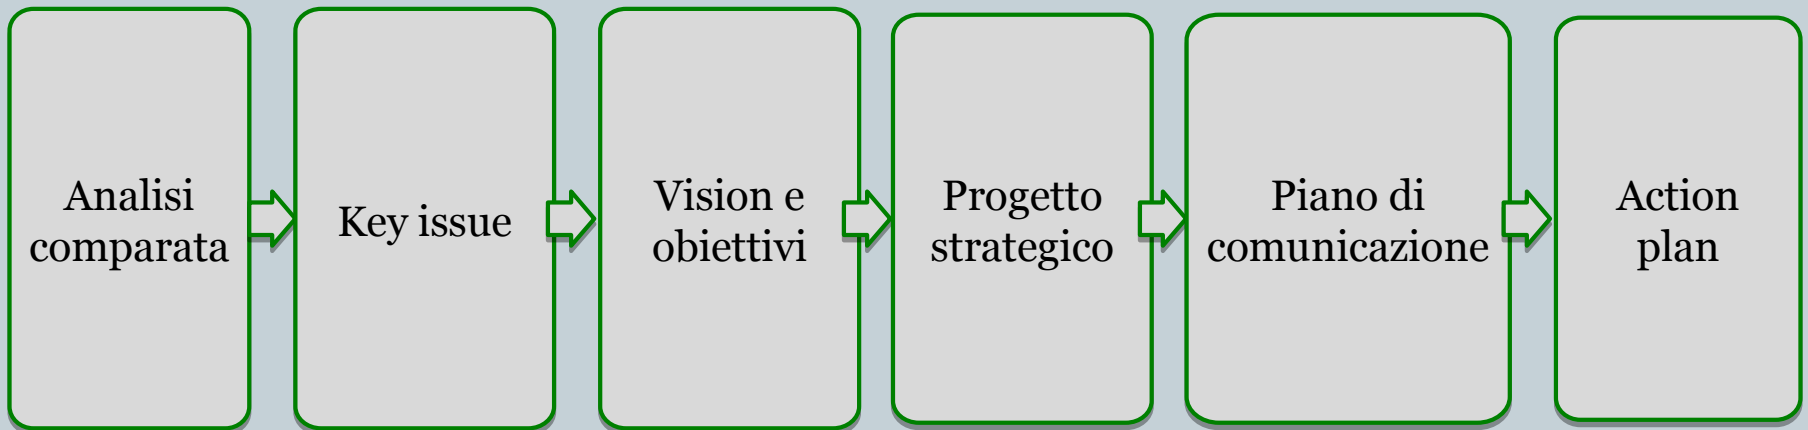 Analisi
comparata
Key issue
Vision e
obiettivi
Progetto
strategico
Piano di
comunicazione
Action
plan